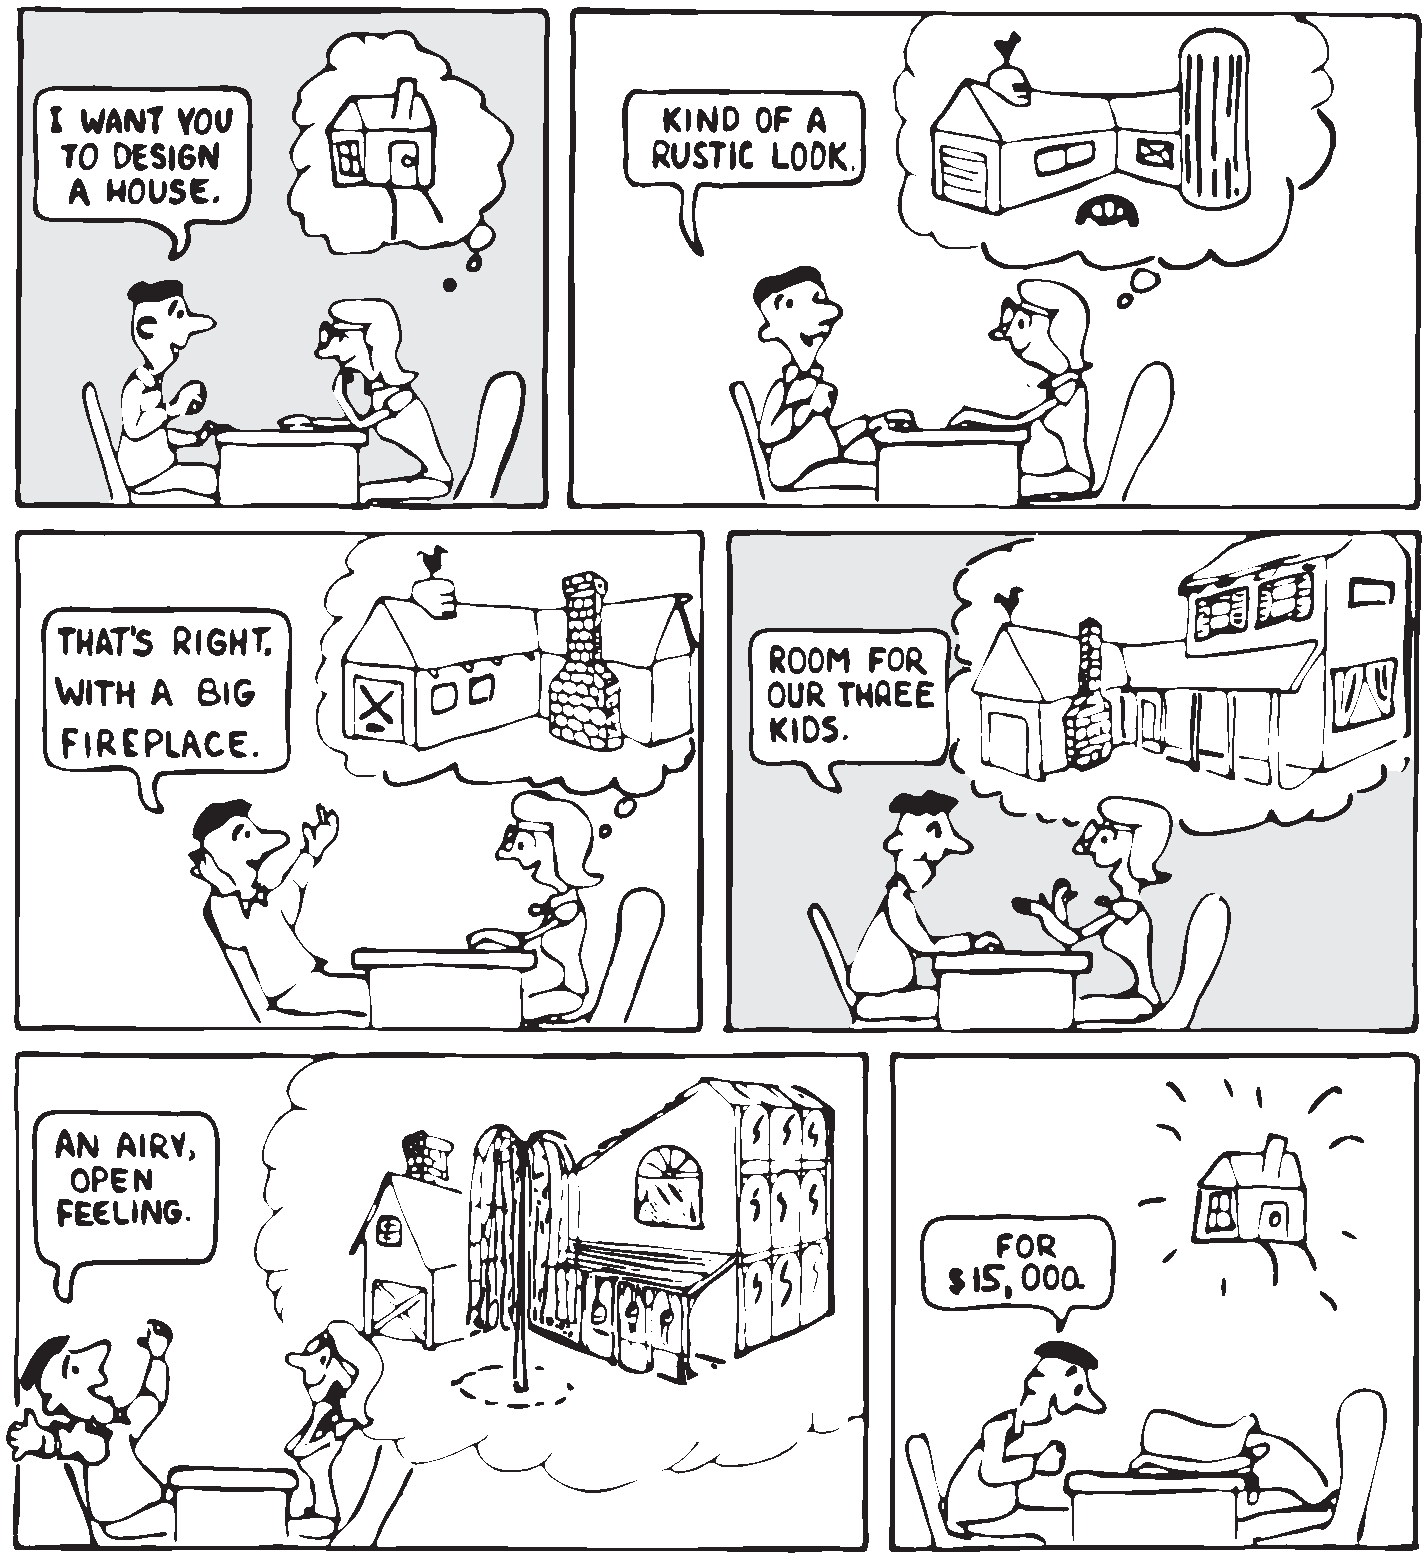 I WANT YOU
TO DESIGN
A HOUSE.
KIND OF A
RUSTIC LOOK.
THAT'S RIGHT.
WITH A BIG
FIREPLACE.
ROOM FOR
OUR THREE
KIDS.
AN AIRY,
OPEN
FEELING.
FOR
$15,000.